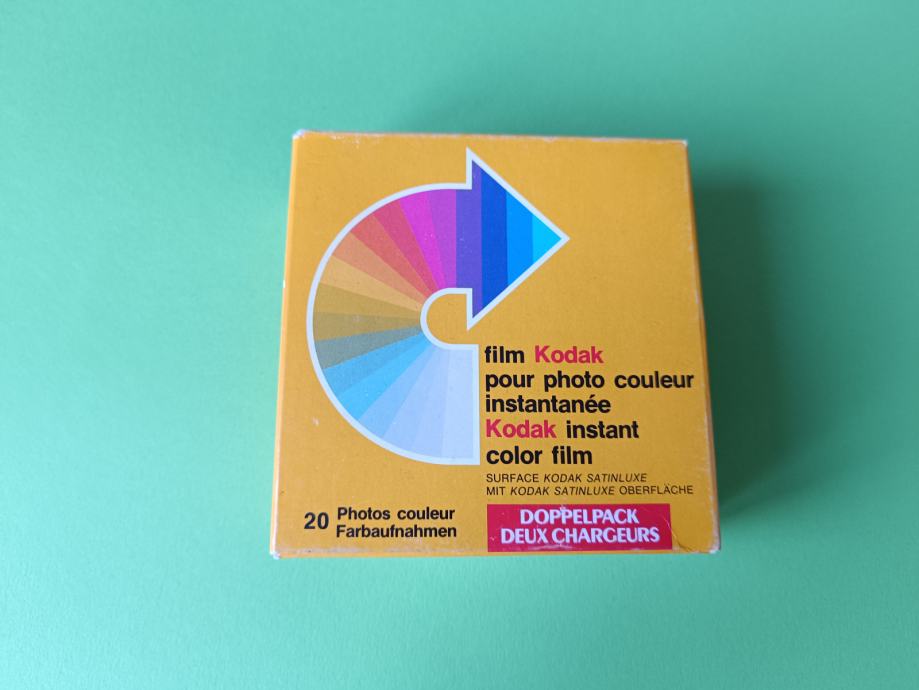 film Kodak
pour photo couleur
instantanée
Kodak instant
color film
SURFACE KODAK SATINLUXE
MIT KODAK SATINLUXE OBERFLÄCHE
20 Photos couleur
Farbaufnahmen
DOPPELPACK
DEUX CHARGEURS